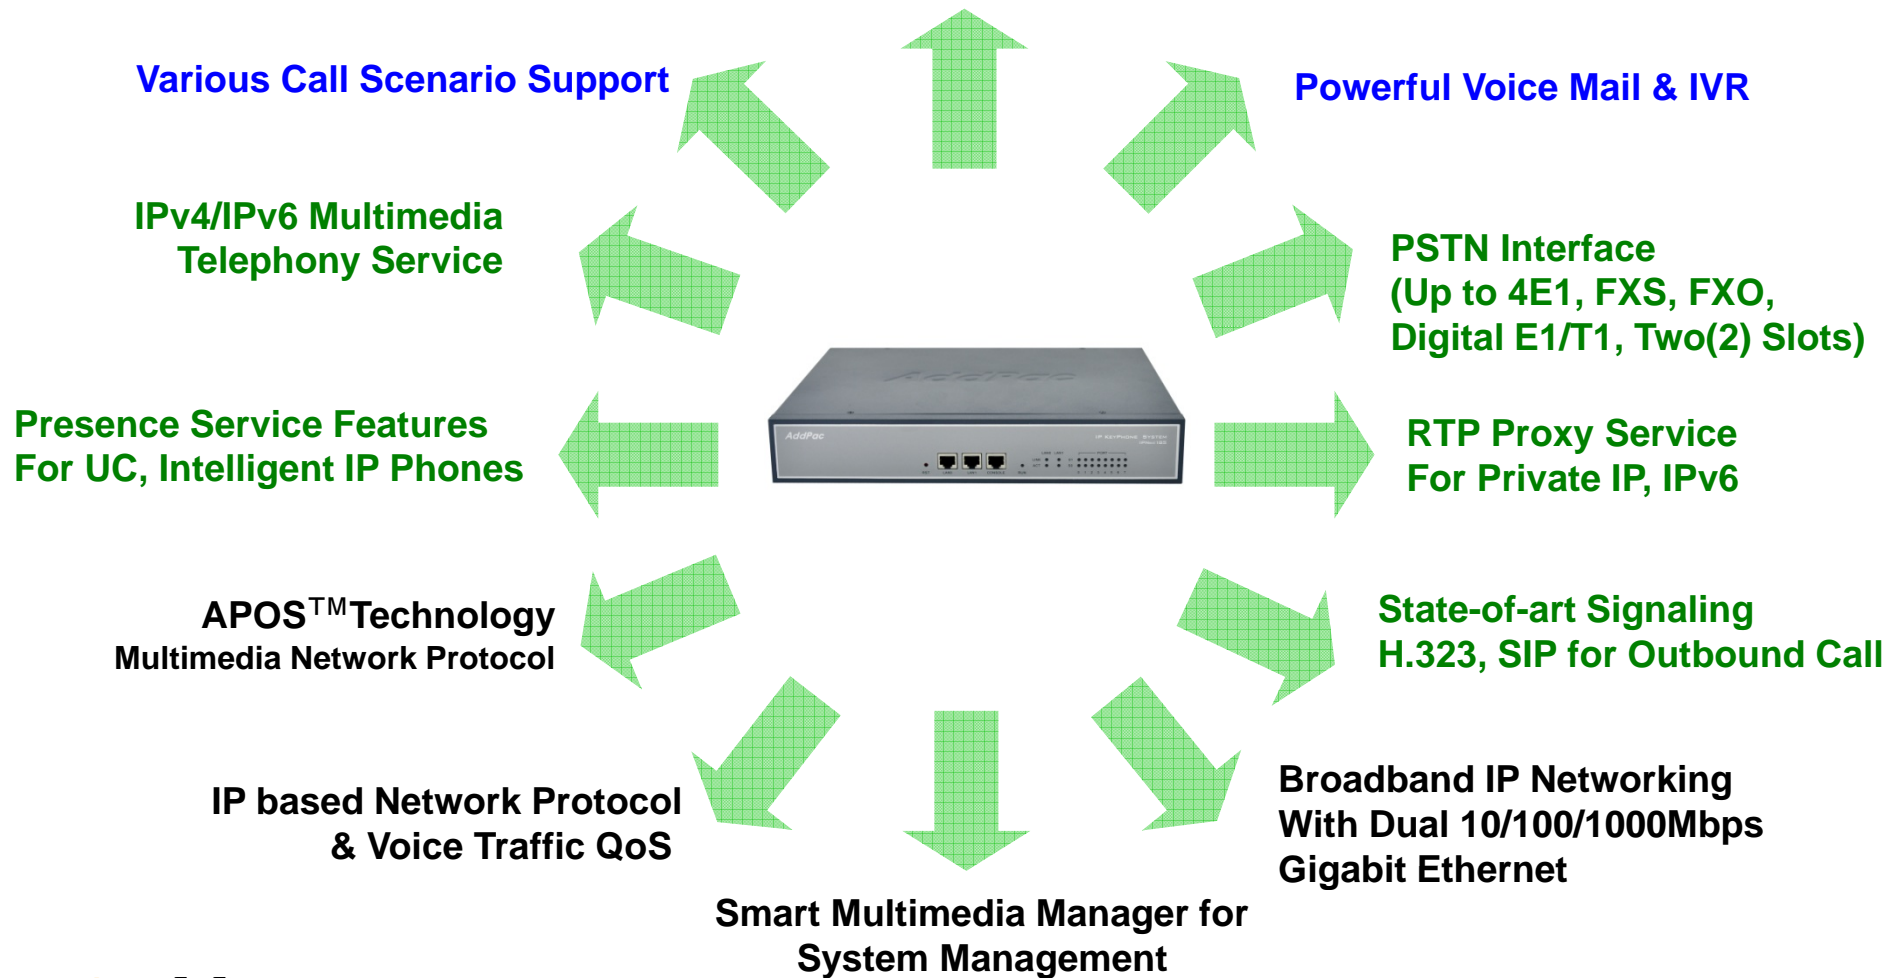 Various Call Scenario Support
Powerful Voice Mail & IVR
IPv4/IPv6 Multimedia
Telephony Service
PSTN Interface
(Up to 4E1, FXS, FXO,
Digital E1/T1, Two(2) Slots)
Presence Service Features
For UC, Intelligent IP Phones
AddPac
AddPac
IP KEYPHONE SYSTEM
RTP Proxy Service
For Private IP, IPv6
APOS™Technology
Multimedia Network Protocol
State-of-art Signaling
H.323, SIP for Outbound Call
IP based Network Protocol
& Voice Traffic QoS
Broadband IP Networking
With Dual 10/100/1000Mbps
Gigabit Ethernet
Smart Multimedia Manager for
System Management